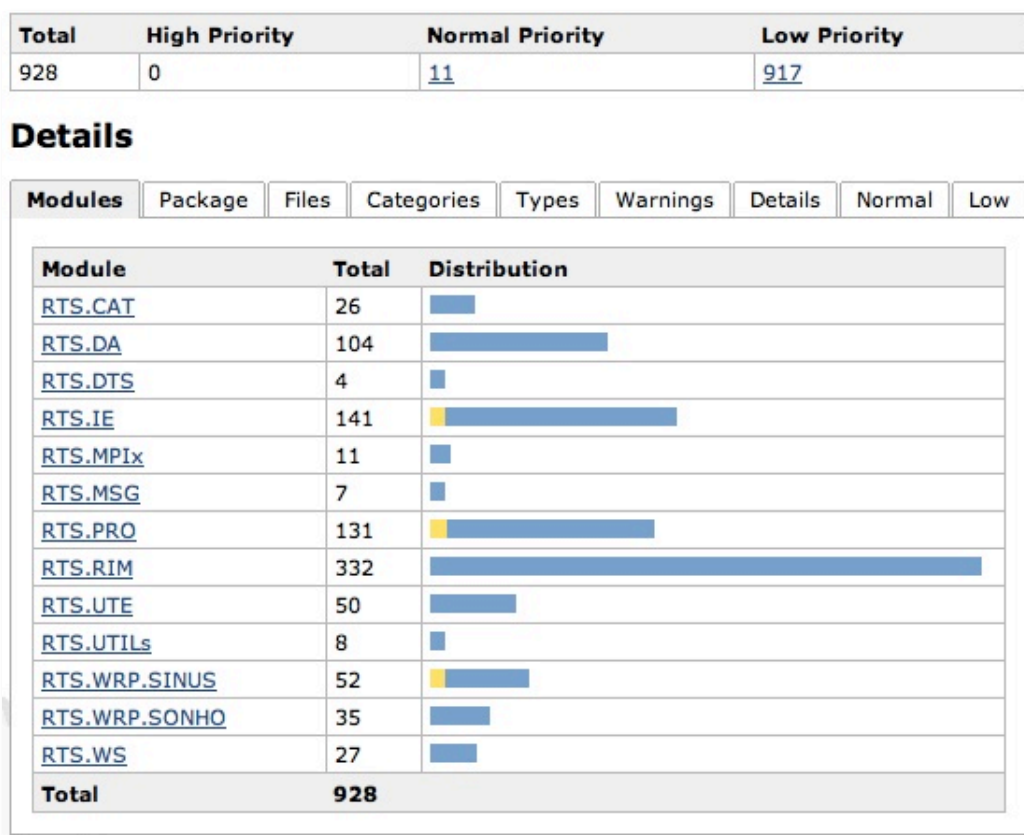 Total High Priority Normal Priority Low Priority
928 0 11 917
Details
Modules Package Files Categories Types Warnings Details Normal Low
Module Total Distribution
RTS.CAT 26
RTS.DA 104
RTS.DTS 4
RTS.IE 141
RTS.MPIx 11
RTS.MSG 7
RTS.PRO 131
RTS.RIM 332
RTS.UTE 50
RTS.UTILs 8
RTS.WRP.SINUS 52
RTS.WRP.SONHO 35
RTS.WS 27
Total 928